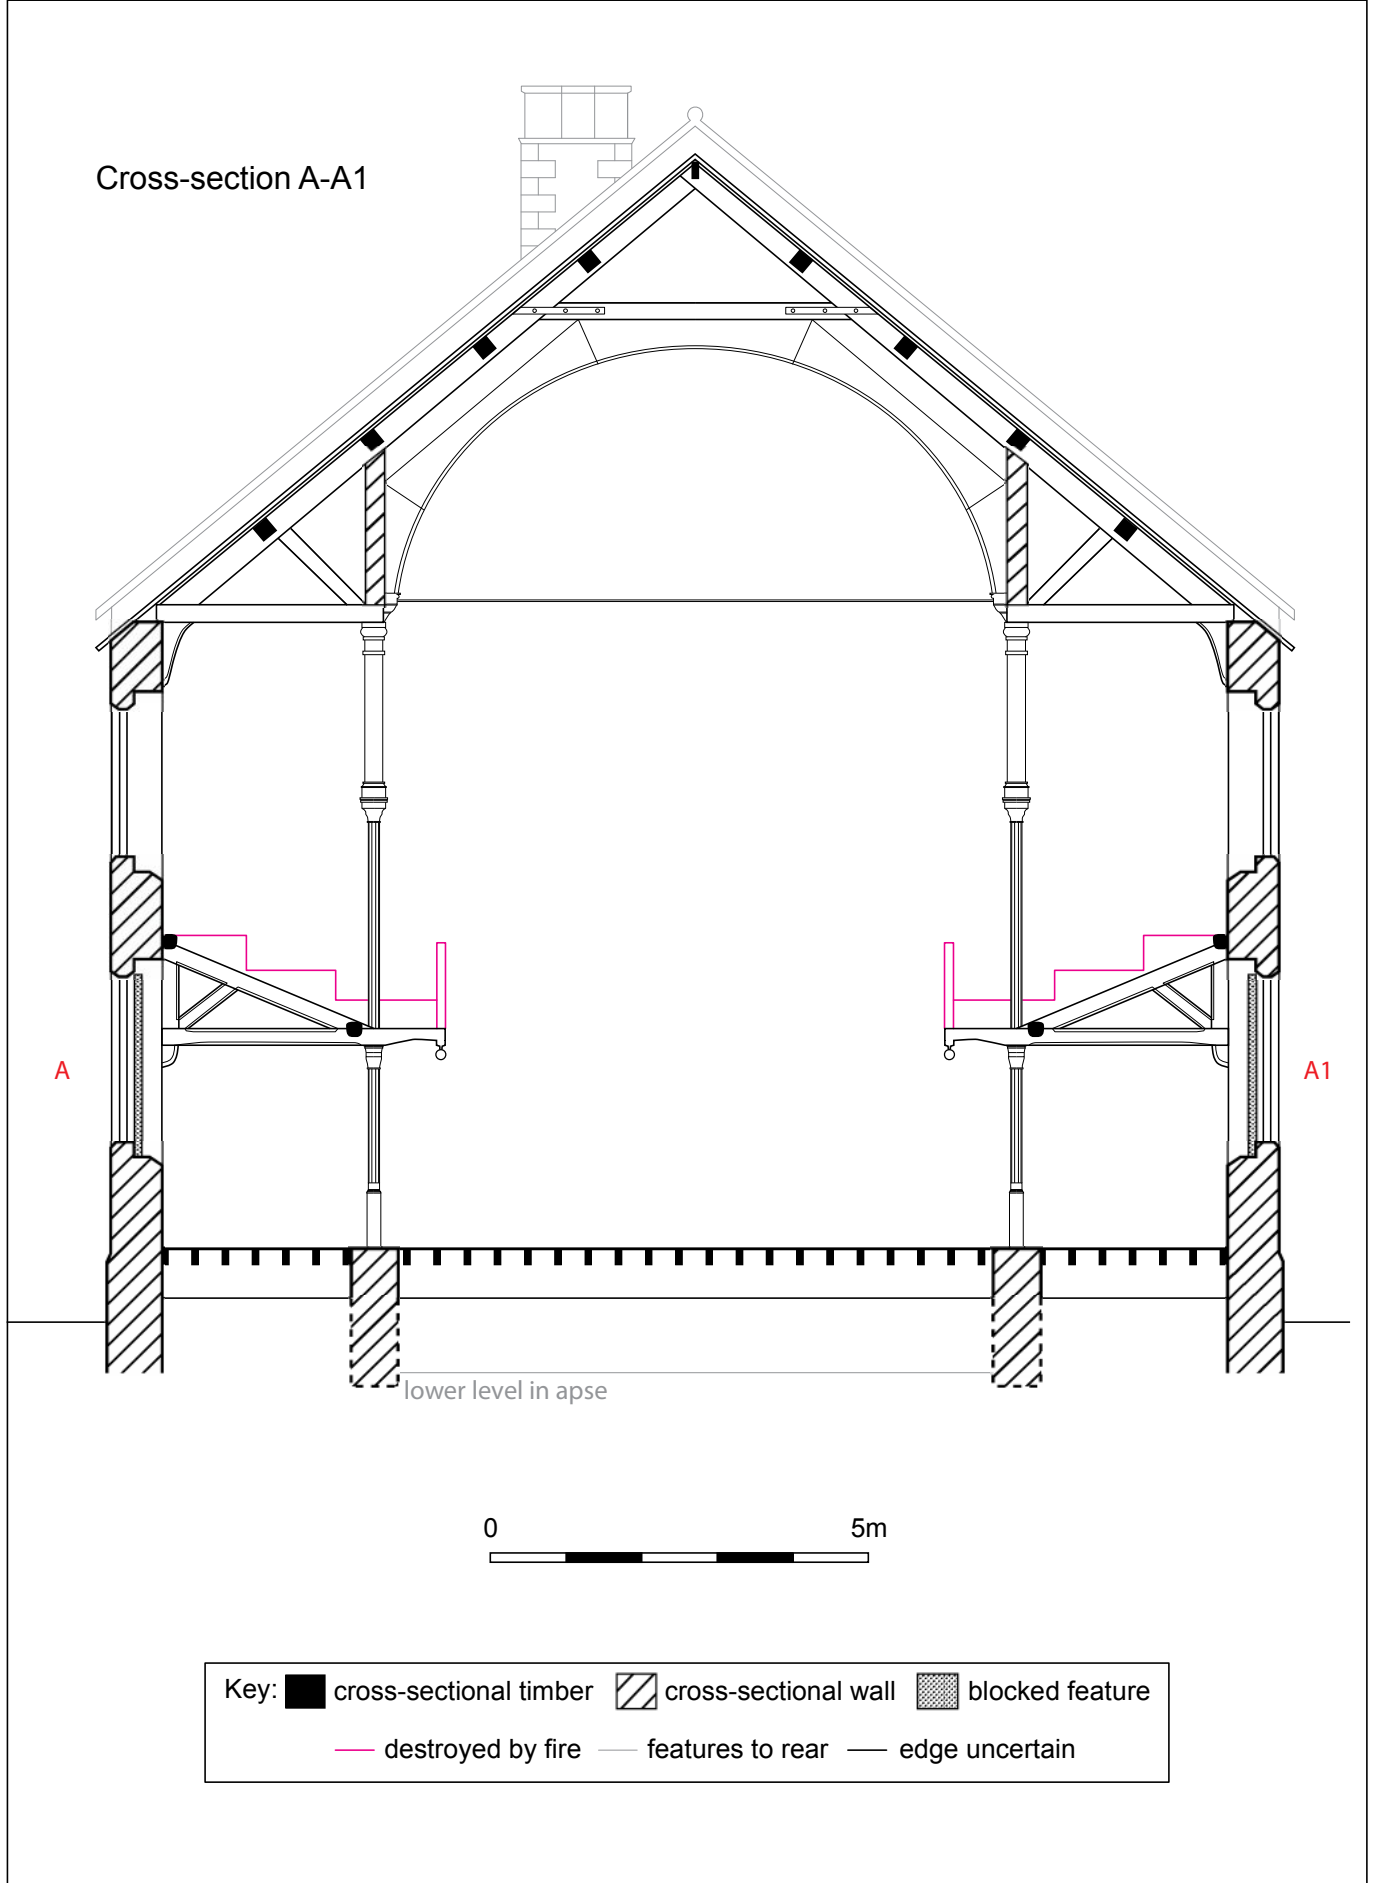 Cross-section A-A1
A
A1
lower level in apse
0 5m
Key: cross-sectional timber cross-sectional wall blocked feature
destroyed by fire features to rear edge uncertain